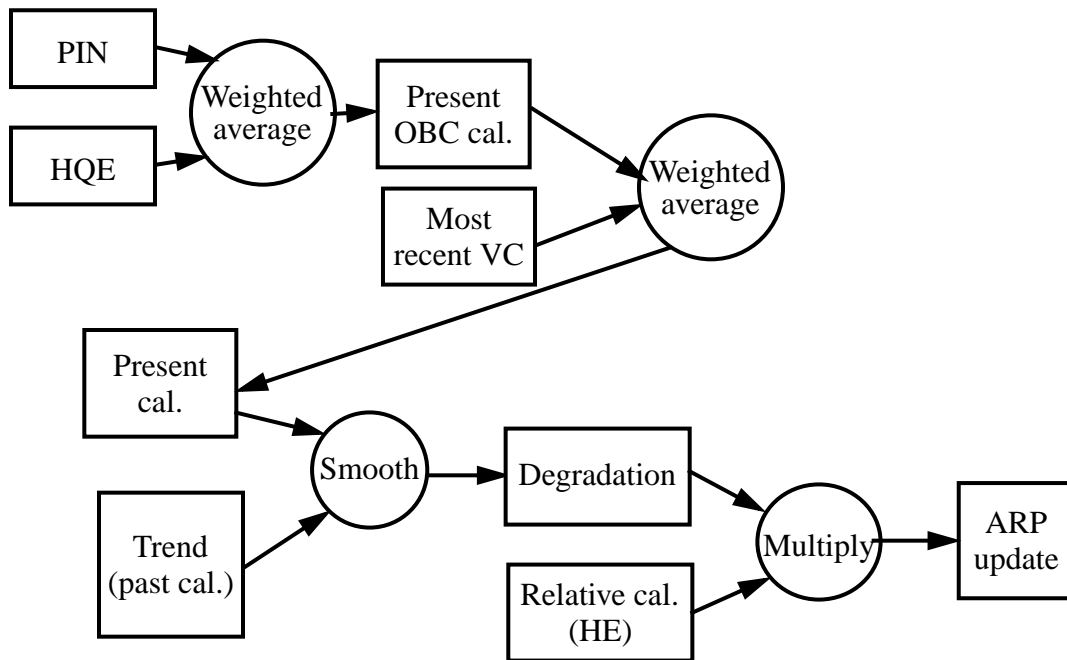 PIN
HQE
Weighted
average
Present
OBC cal.
Most
recent VC
Weighted
average
Present
cal.
Trend
(past cal.)
Smooth
Degradation
Relative cal.
(HE)
Multiply
ARP
update